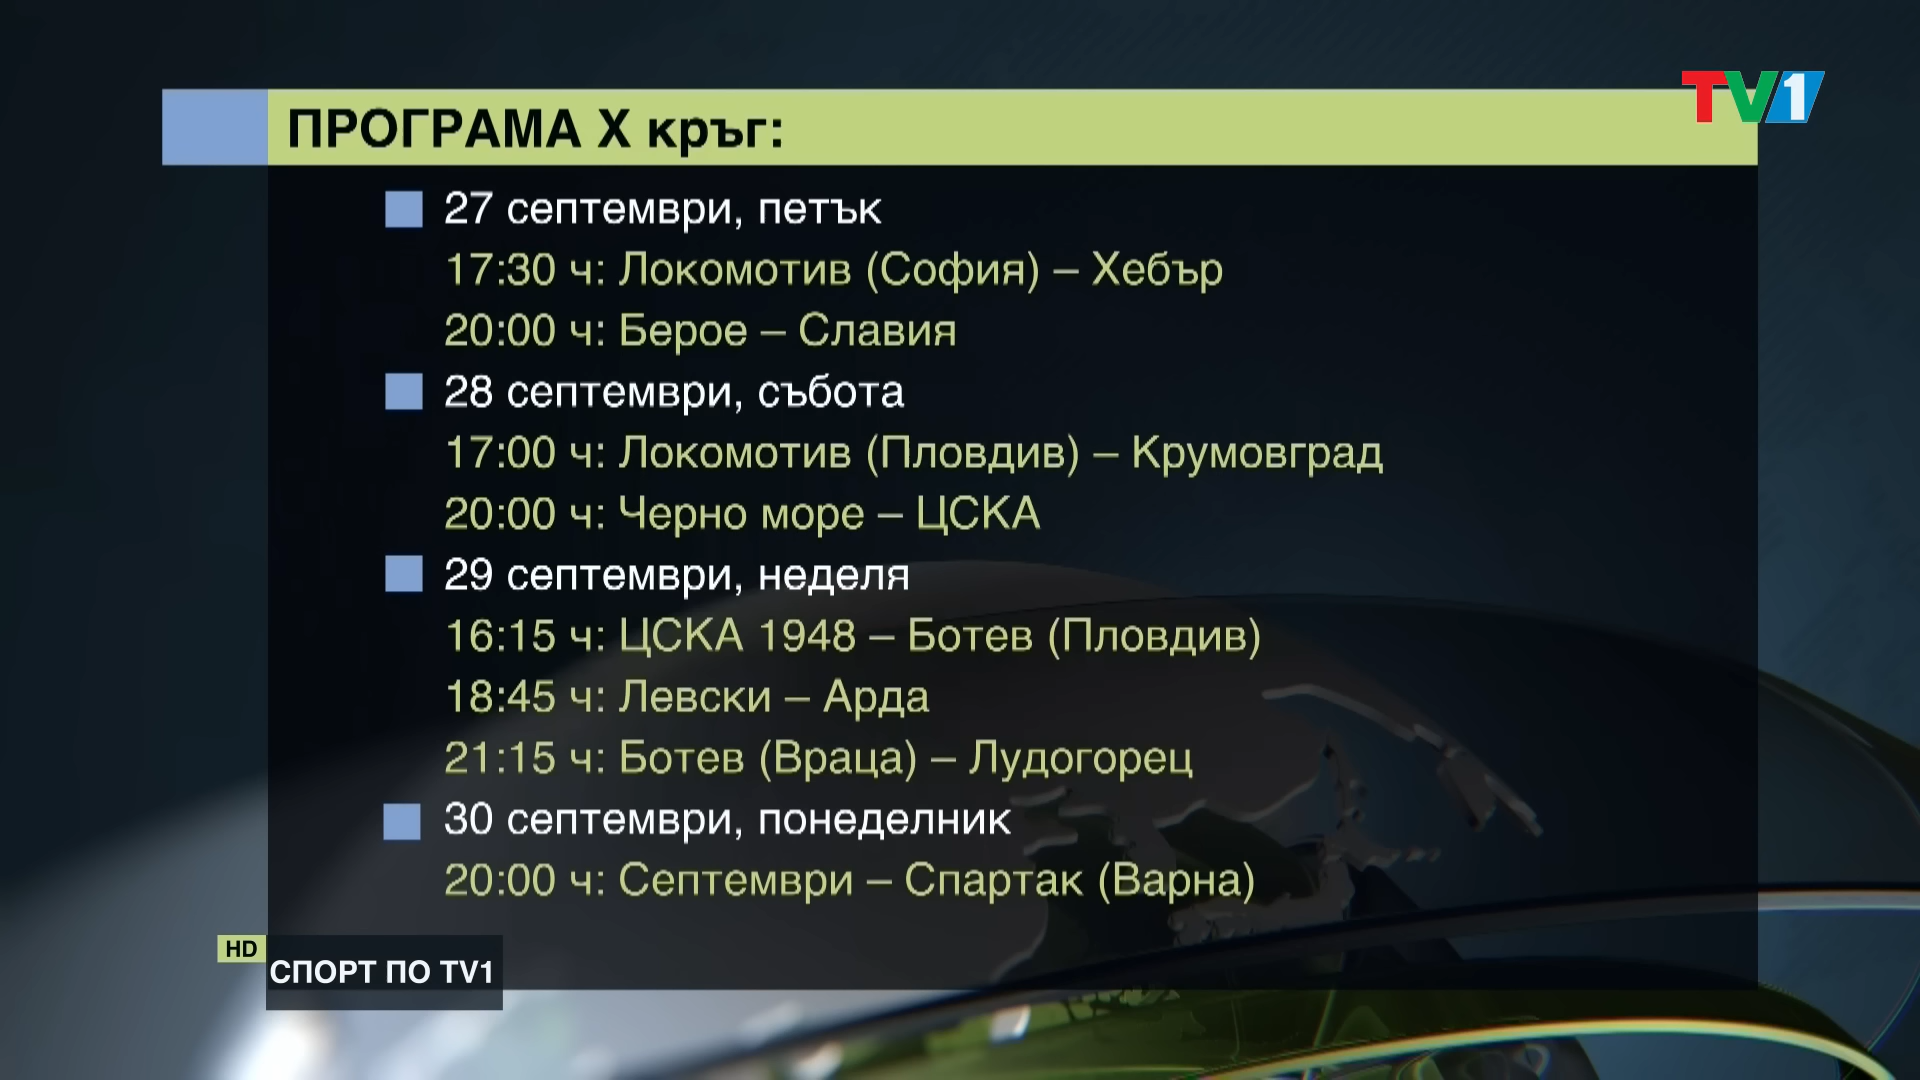 TV1
ПРОГРАМА X кръг:
27 септември, петък
17:30 ч: Локомотив (София) – Хебър
20:00 ч: Берое – Славия
28 септември, събота
17:00 ч: Локомотив (Пловдив) – Крумовград
20:00 ч: Черно море – ЦСКА
29 септември, неделя
16:15 ч: ЦСКА 1948 – Ботев (Пловдив)
18:45 ч: Левски – Арда
21:15 ч: Ботев (Враца) – Лудогорец
30 септември, понеделник
20:00 ч: Септември – Спартак (Варна)
HD
СПОРТ ПО TV1